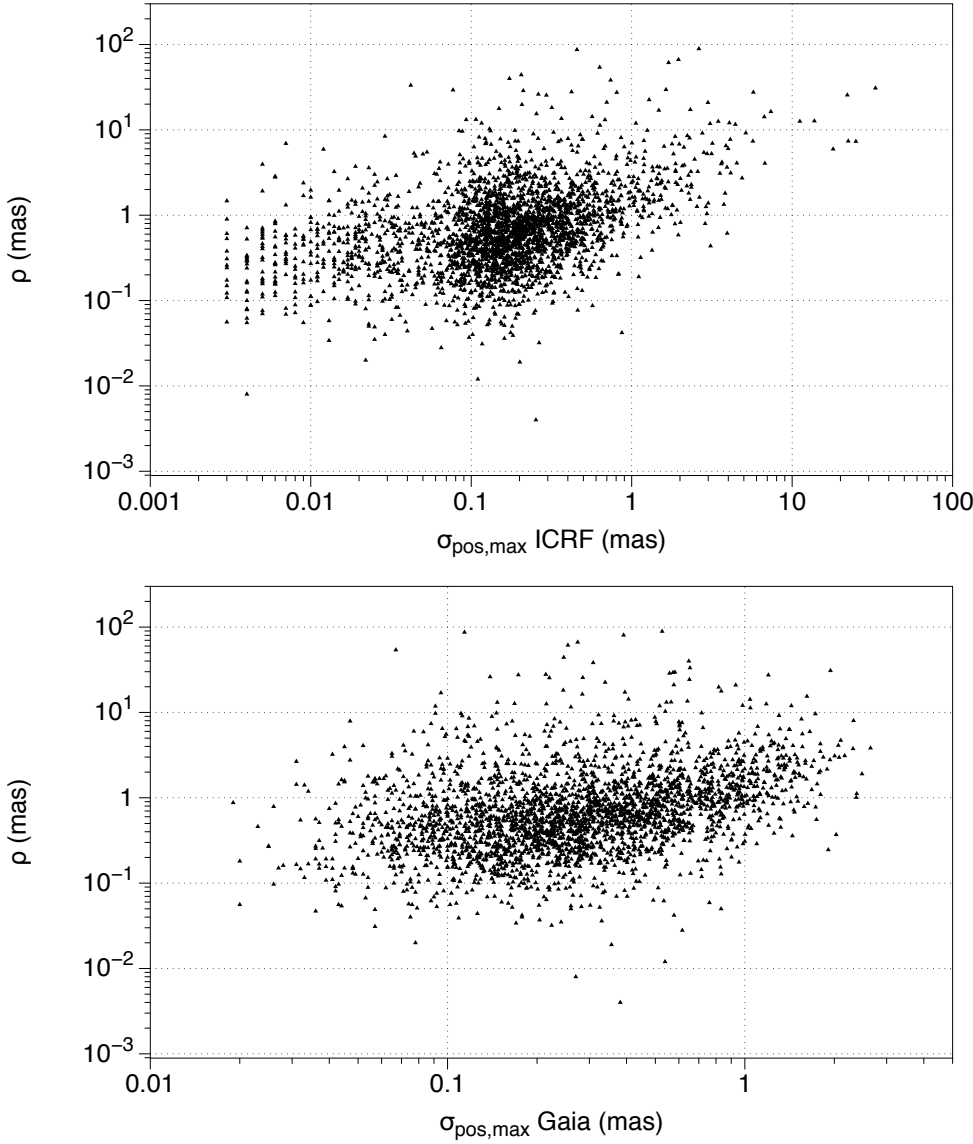 10²
10¹
1
10⁻¹
10⁻²
10⁻³
ρ (mas)
0.001 0.01 0.1 1 10 100
σpos,max ICRF (mas)
10²
10¹
1
10⁻¹
10⁻²
10⁻³
ρ (mas)
0.01 0.1 1
σpos,max Gaia (mas)